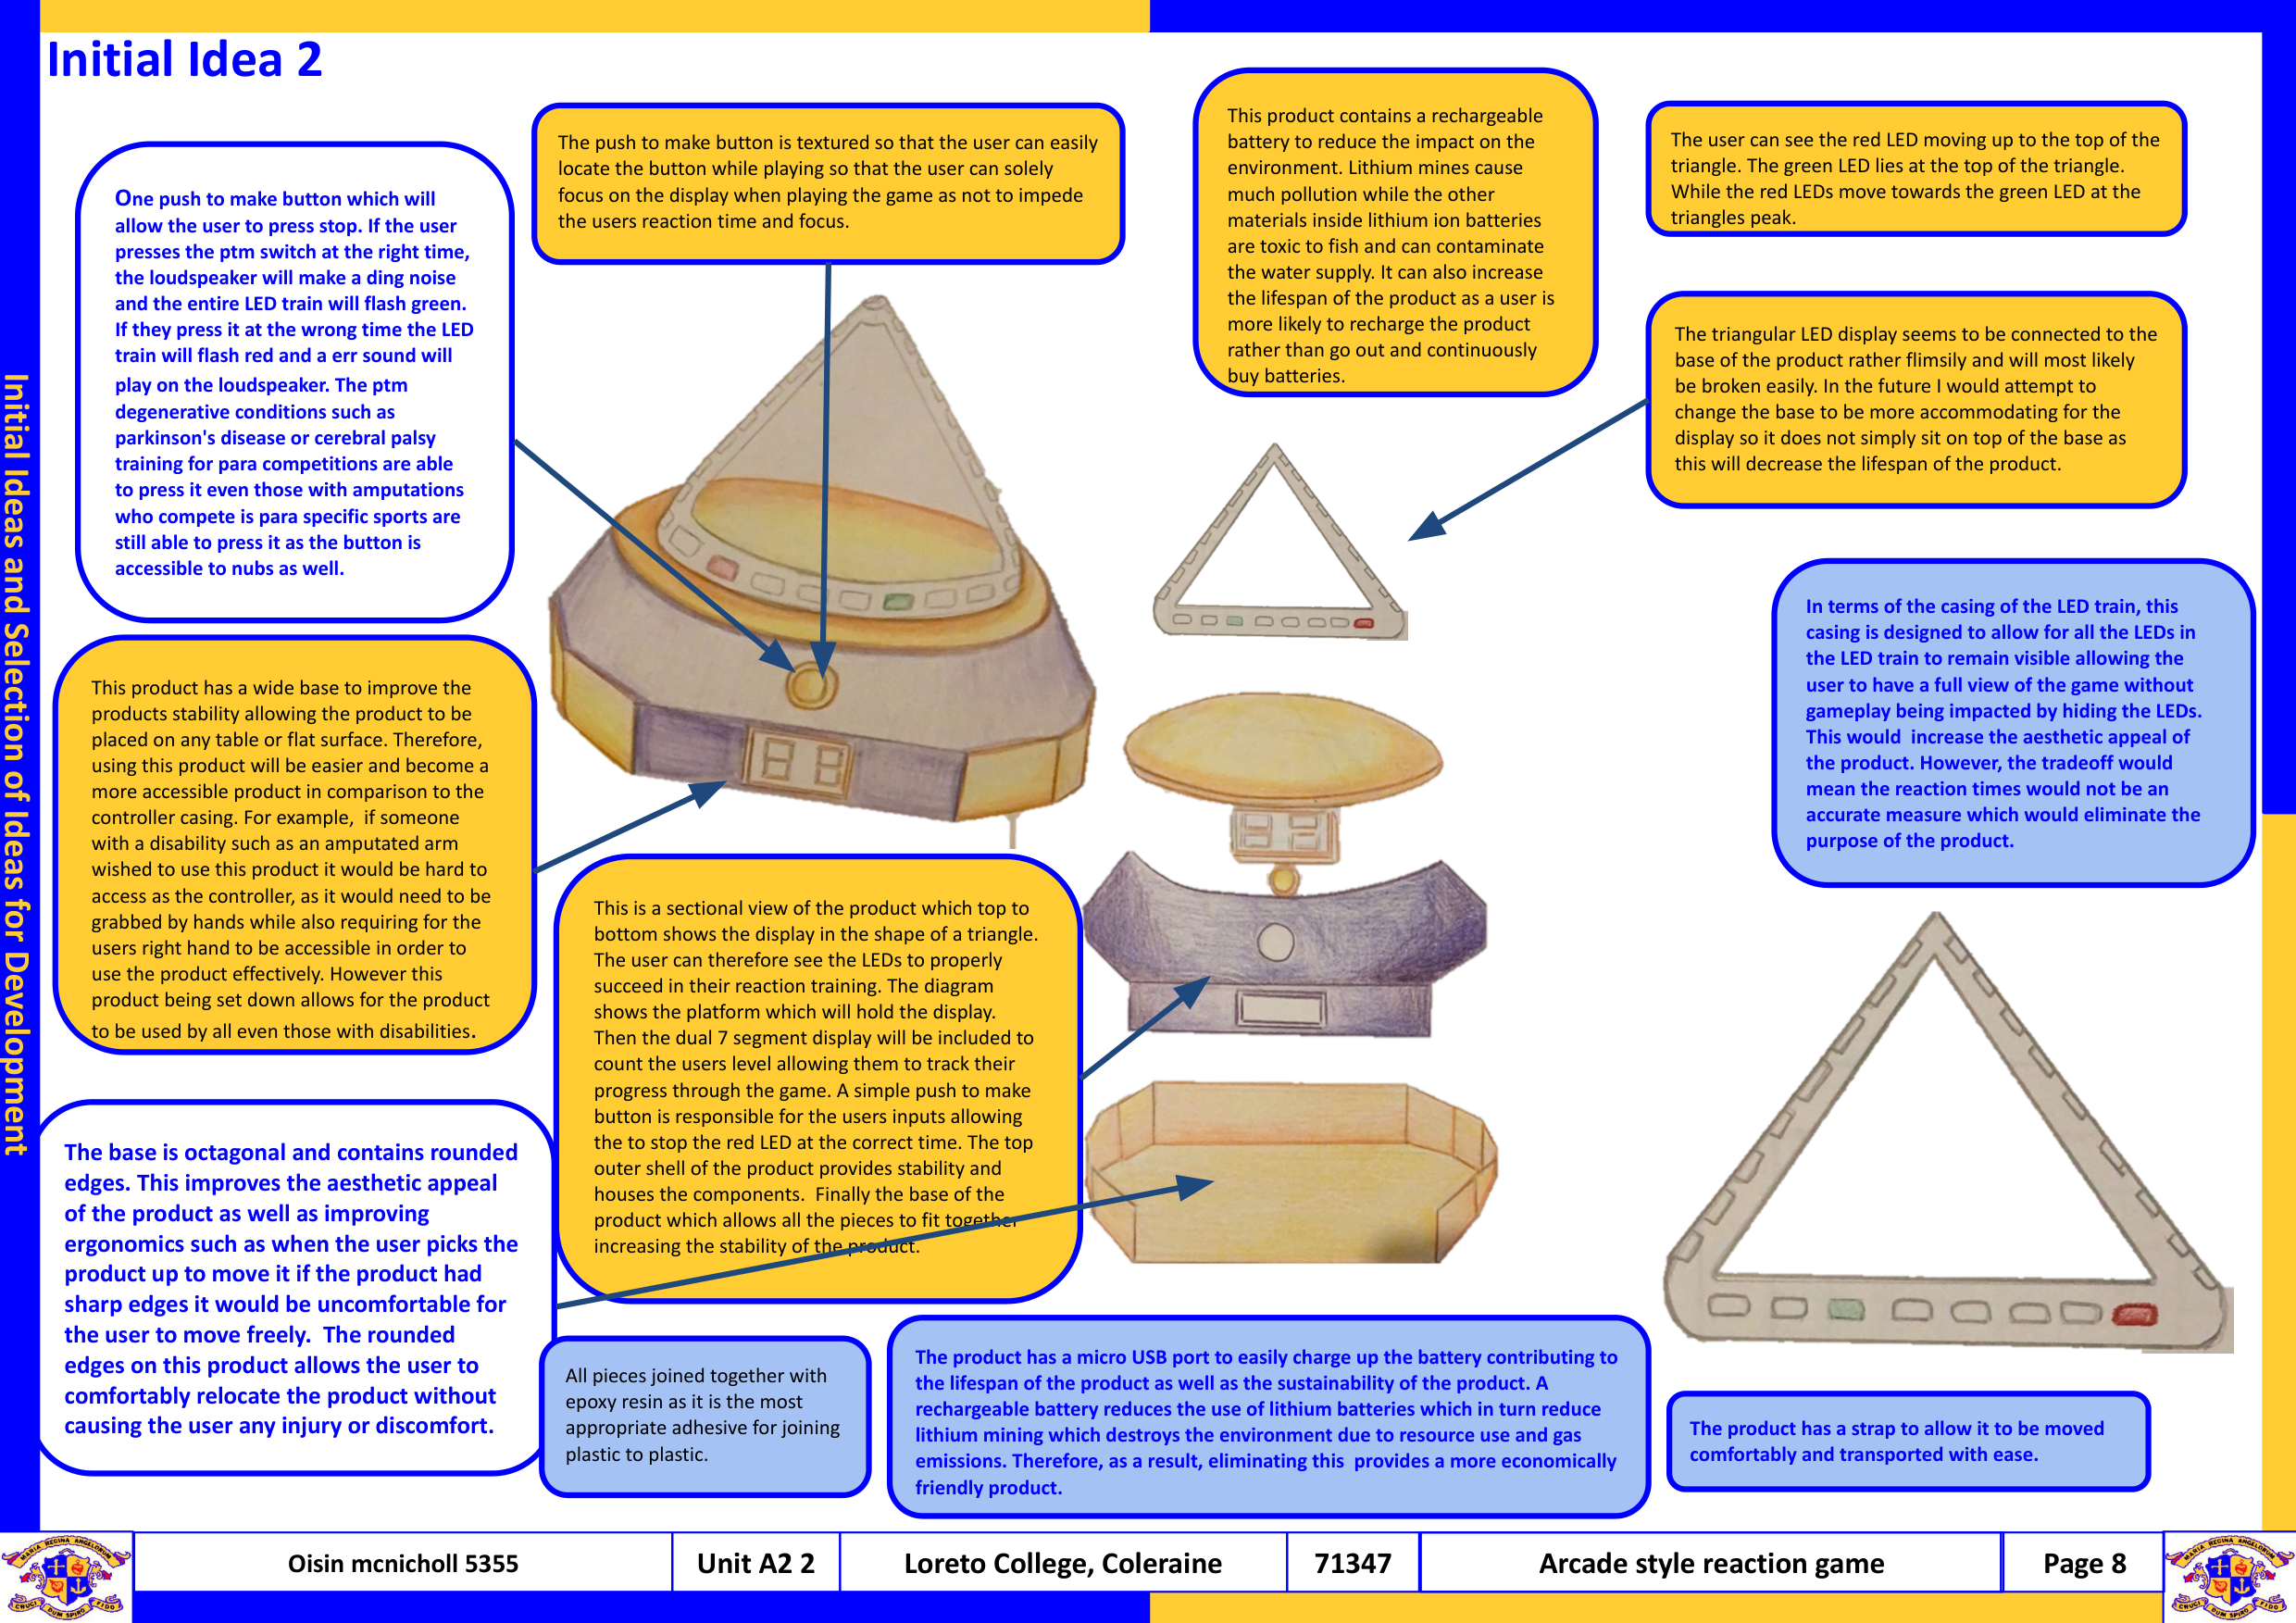 Initial Idea 2
One push to make button which will
allow the user to press stop. If the user
presses the ptm switch at the right time,
the loudspeaker will make a ding noise
and the entire LED train will flash green.
If they press it at the wrong time the LED
train will flash red and a err sound will
play on the loudspeaker. The ptm
degenerative conditions such as
parkinson's disease or cerebral palsy
training for para competitions are able
to press it even those with amputations
who compete is para specific sports are
still able to press it as the button is
accessible to nubs as well.
The push to make button is textured so that the user can easily
locate the button while playing so that the user can solely
focus on the display when playing the game as not to impede
the users reaction time and focus.
This product contains a rechargeable
battery to reduce the impact on the
environment. Lithium mines cause
much pollution while the other
materials inside lithium ion batteries
are toxic to fish and can contaminate
the water supply. It can also increase
the lifespan of the product as a user is
more likely to recharge the product
rather than go out and continuously
buy batteries.
The user can see the red LED moving up to the top of the
triangle. The green LED lies at the top of the triangle.
While the red LEDs move towards the green LED at the
triangles peak.
The triangular LED display seems to be connected to the
base of the product rather flimsily and will most likely
be broken easily. In the future I would attempt to
change the base to be more accommodating for the
display so it does not simply sit on top of the base as
this will decrease the lifespan of the product.
In terms of the casing of the LED train, this
casing is designed to allow for all the LEDs in
the LED train to remain visible allowing the
user to have a full view of the game without
gameplay being impacted by hiding the LEDs.
This would increase the aesthetic appeal of
the product. However, the tradeoff would
mean the reaction times would not be an
accurate measure which would eliminate the
purpose of the product.
This product has a wide base to improve the
products stability allowing the product to be
placed on any table or flat surface. Therefore,
using this product will be easier and become a
more accessible product in comparison to the
controller casing. For example, if someone
with a disability such as an amputated arm
wished to use this product it would be hard to
access as the controller, as it would need to be
grabbed by hands while also requiring for the
users right hand to be accessible in order to
use the product effectively. However this
product being set down allows for the product
to be used by all even those with disabilities.
This is a sectional view of the product which top to
bottom shows the display in the shape of a triangle.
The user can therefore see the LEDs to properly
succeed in their reaction training. The diagram
shows the platform which will hold the display.
Then the dual 7 segment display will be included to
count the users level allowing them to track their
progress through the game. A simple push to make
button is responsible for the users inputs allowing
the to stop the red LED at the correct time. The top
outer shell of the product provides stability and
houses the components. Finally the base of the
product which allows all the pieces to fit together
increasing the stability of the product.
The base is octagonal and contains rounded
edges. This improves the aesthetic appeal
of the product as well as improving
ergonomics such as when the user picks the
product up to move it if the product had
sharp edges it would be uncomfortable for
the user to move freely. The rounded
edges on this product allows the user to
comfortably relocate the product without
causing the user any injury or discomfort.
All pieces joined together with
epoxy resin as it is the most
appropriate adhesive for joining
plastic to plastic.
The product has a micro USB port to easily charge up the battery contributing to
the lifespan of the product as well as the sustainability of the product. A
rechargeable battery reduces the use of lithium batteries which in turn reduce
lithium mining which destroys the environment due to resource use and gas
emissions. Therefore, as a result, eliminating this provides a more economically
friendly product.
The product has a strap to allow it to be moved
comfortably and transported with ease.
Initial Ideas and Selection of Ideas for Development
MARIA REGINA ANGELORUM
CRUCI DUM SPIRO FIDO
Oisin mcnicholl 5355
Unit A2 2
Loreto College, Coleraine
71347
Arcade style reaction game
Page 8
MARIA REGINA ANGELORUM
CRUCI DUM SPIRO FIDO